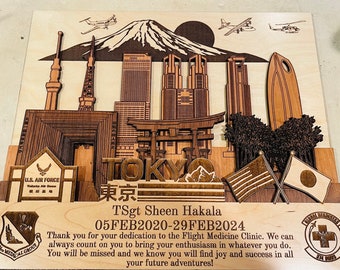 U.S. AIR FORCE
TOKYO
東京
TSgt Sheen Hakala
05FEB2020-29FEB2024
Thank you for your dedication to the Flight Medicine Clinic. We can
always count on you to bring your enthusiasm in whatever you do.
You will be missed and we know you will find joy and success in all
your future adventures!